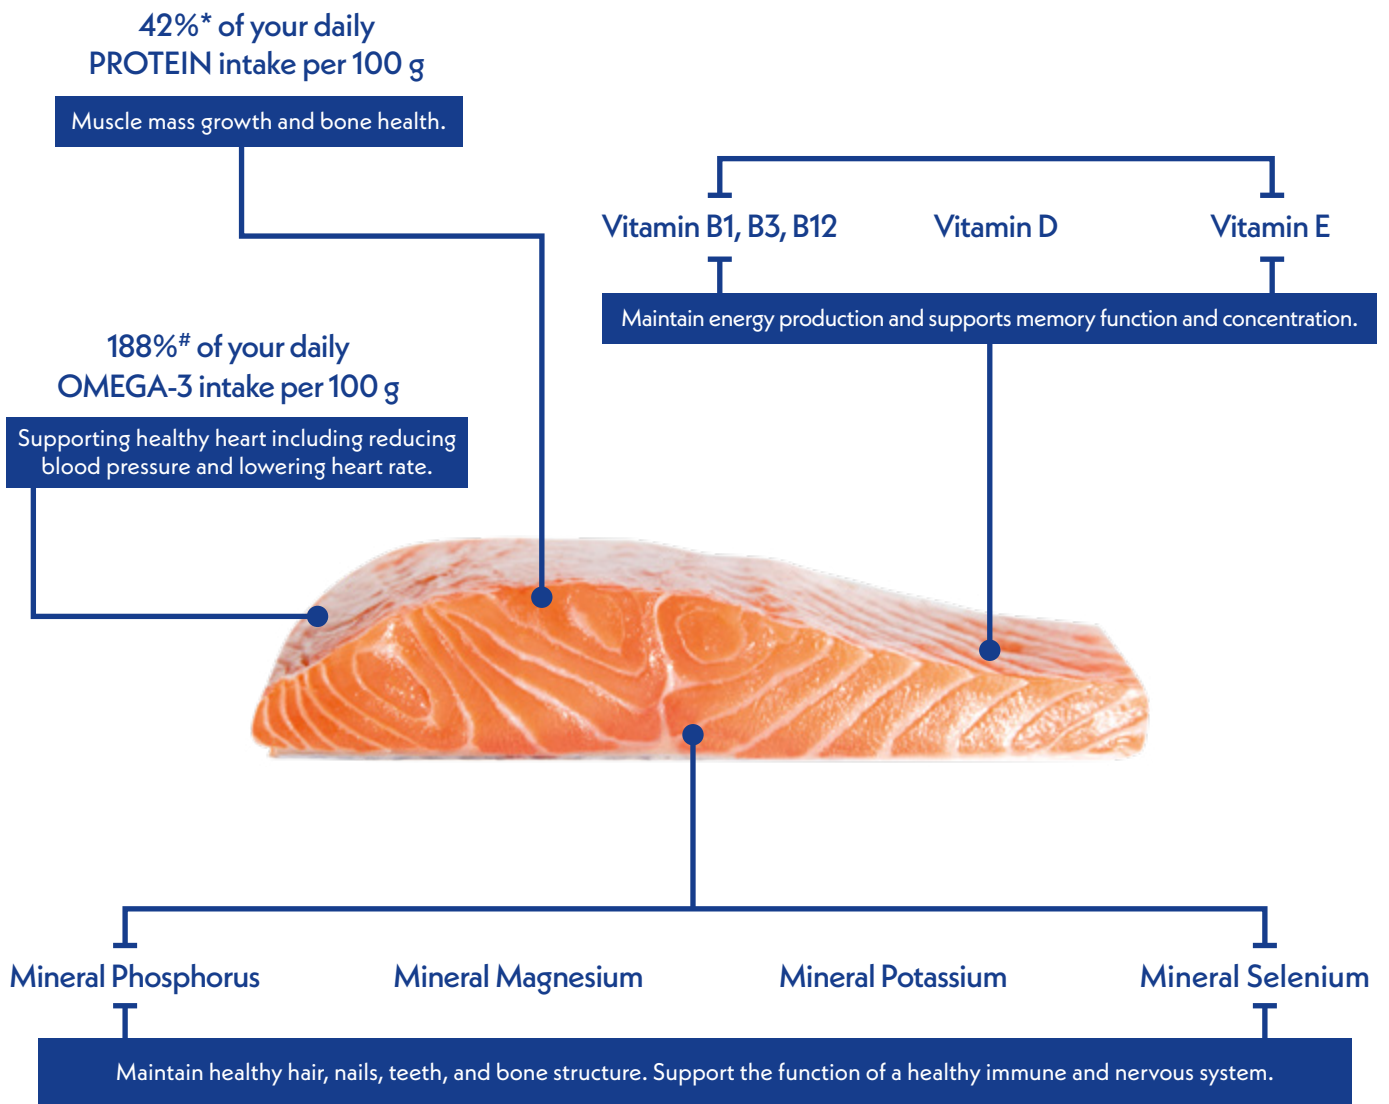 42%* of your daily
PROTEIN intake per 100 g
Muscle mass growth and bone health.
Vitamin B1, B3, B12
Vitamin D
Vitamin E
Maintain energy production and supports memory function and concentration.
188%# of your daily
OMEGA-3 intake per 100 g
Supporting healthy heart including reducing
blood pressure and lowering heart rate.
Mineral Phosphorus
Mineral Magnesium
Mineral Potassium
Mineral Selenium
Maintain healthy hair, nails, teeth, and bone structure. Support the function of a healthy immune and nervous system.